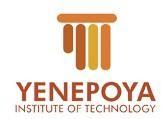 YENEPOYA
INSTITUTE OF TECHNOLOGY